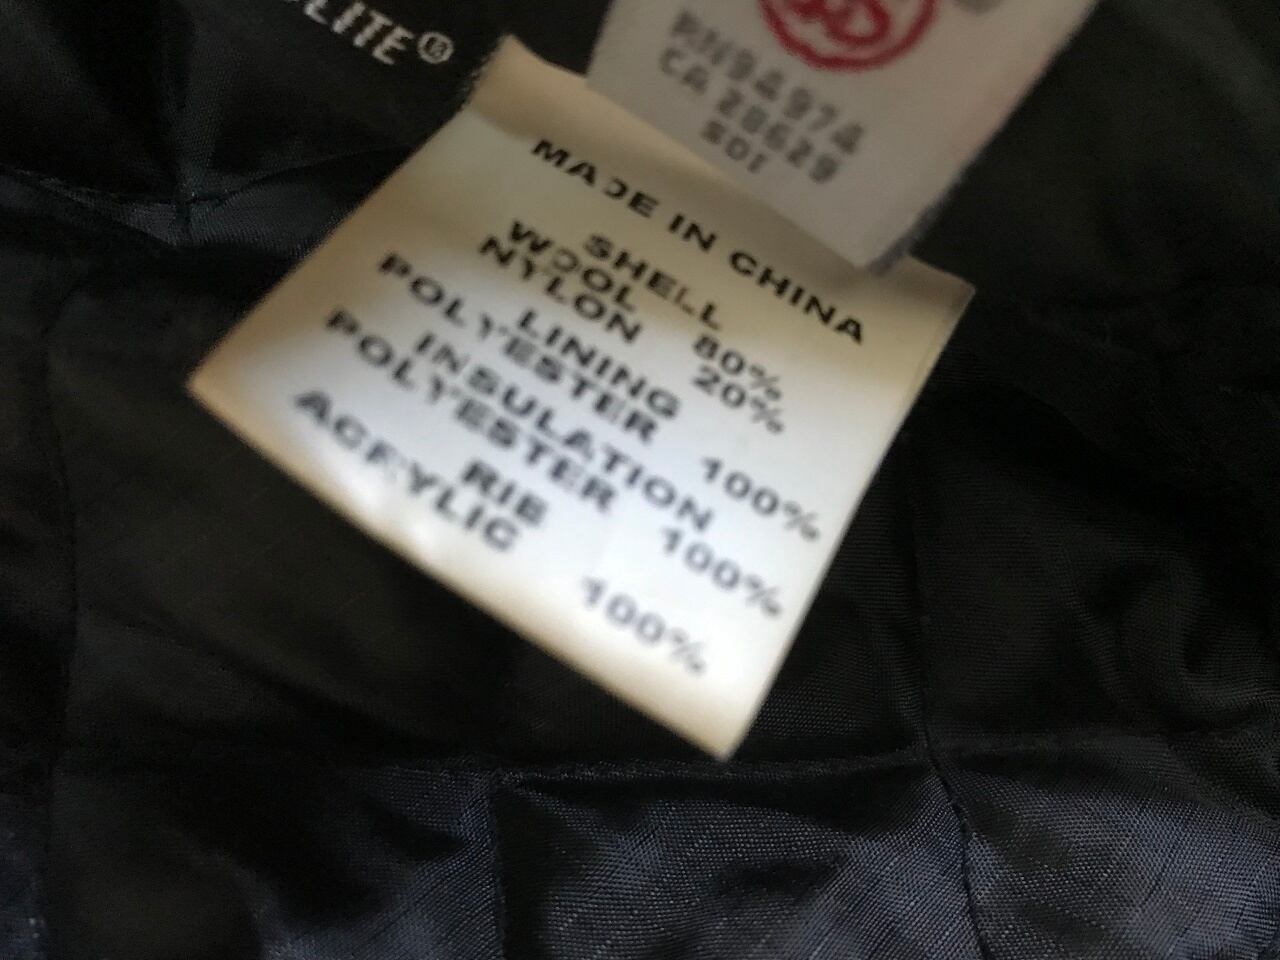 LITE®
RN94974
CA 28629
SDI
MADE IN CHINA
SHELL
WOOL 80%
NYLON 20%
LINING
POLYESTER 100%
INSULATION
POLYESTER 100%
RIB
ACRYLIC 100%